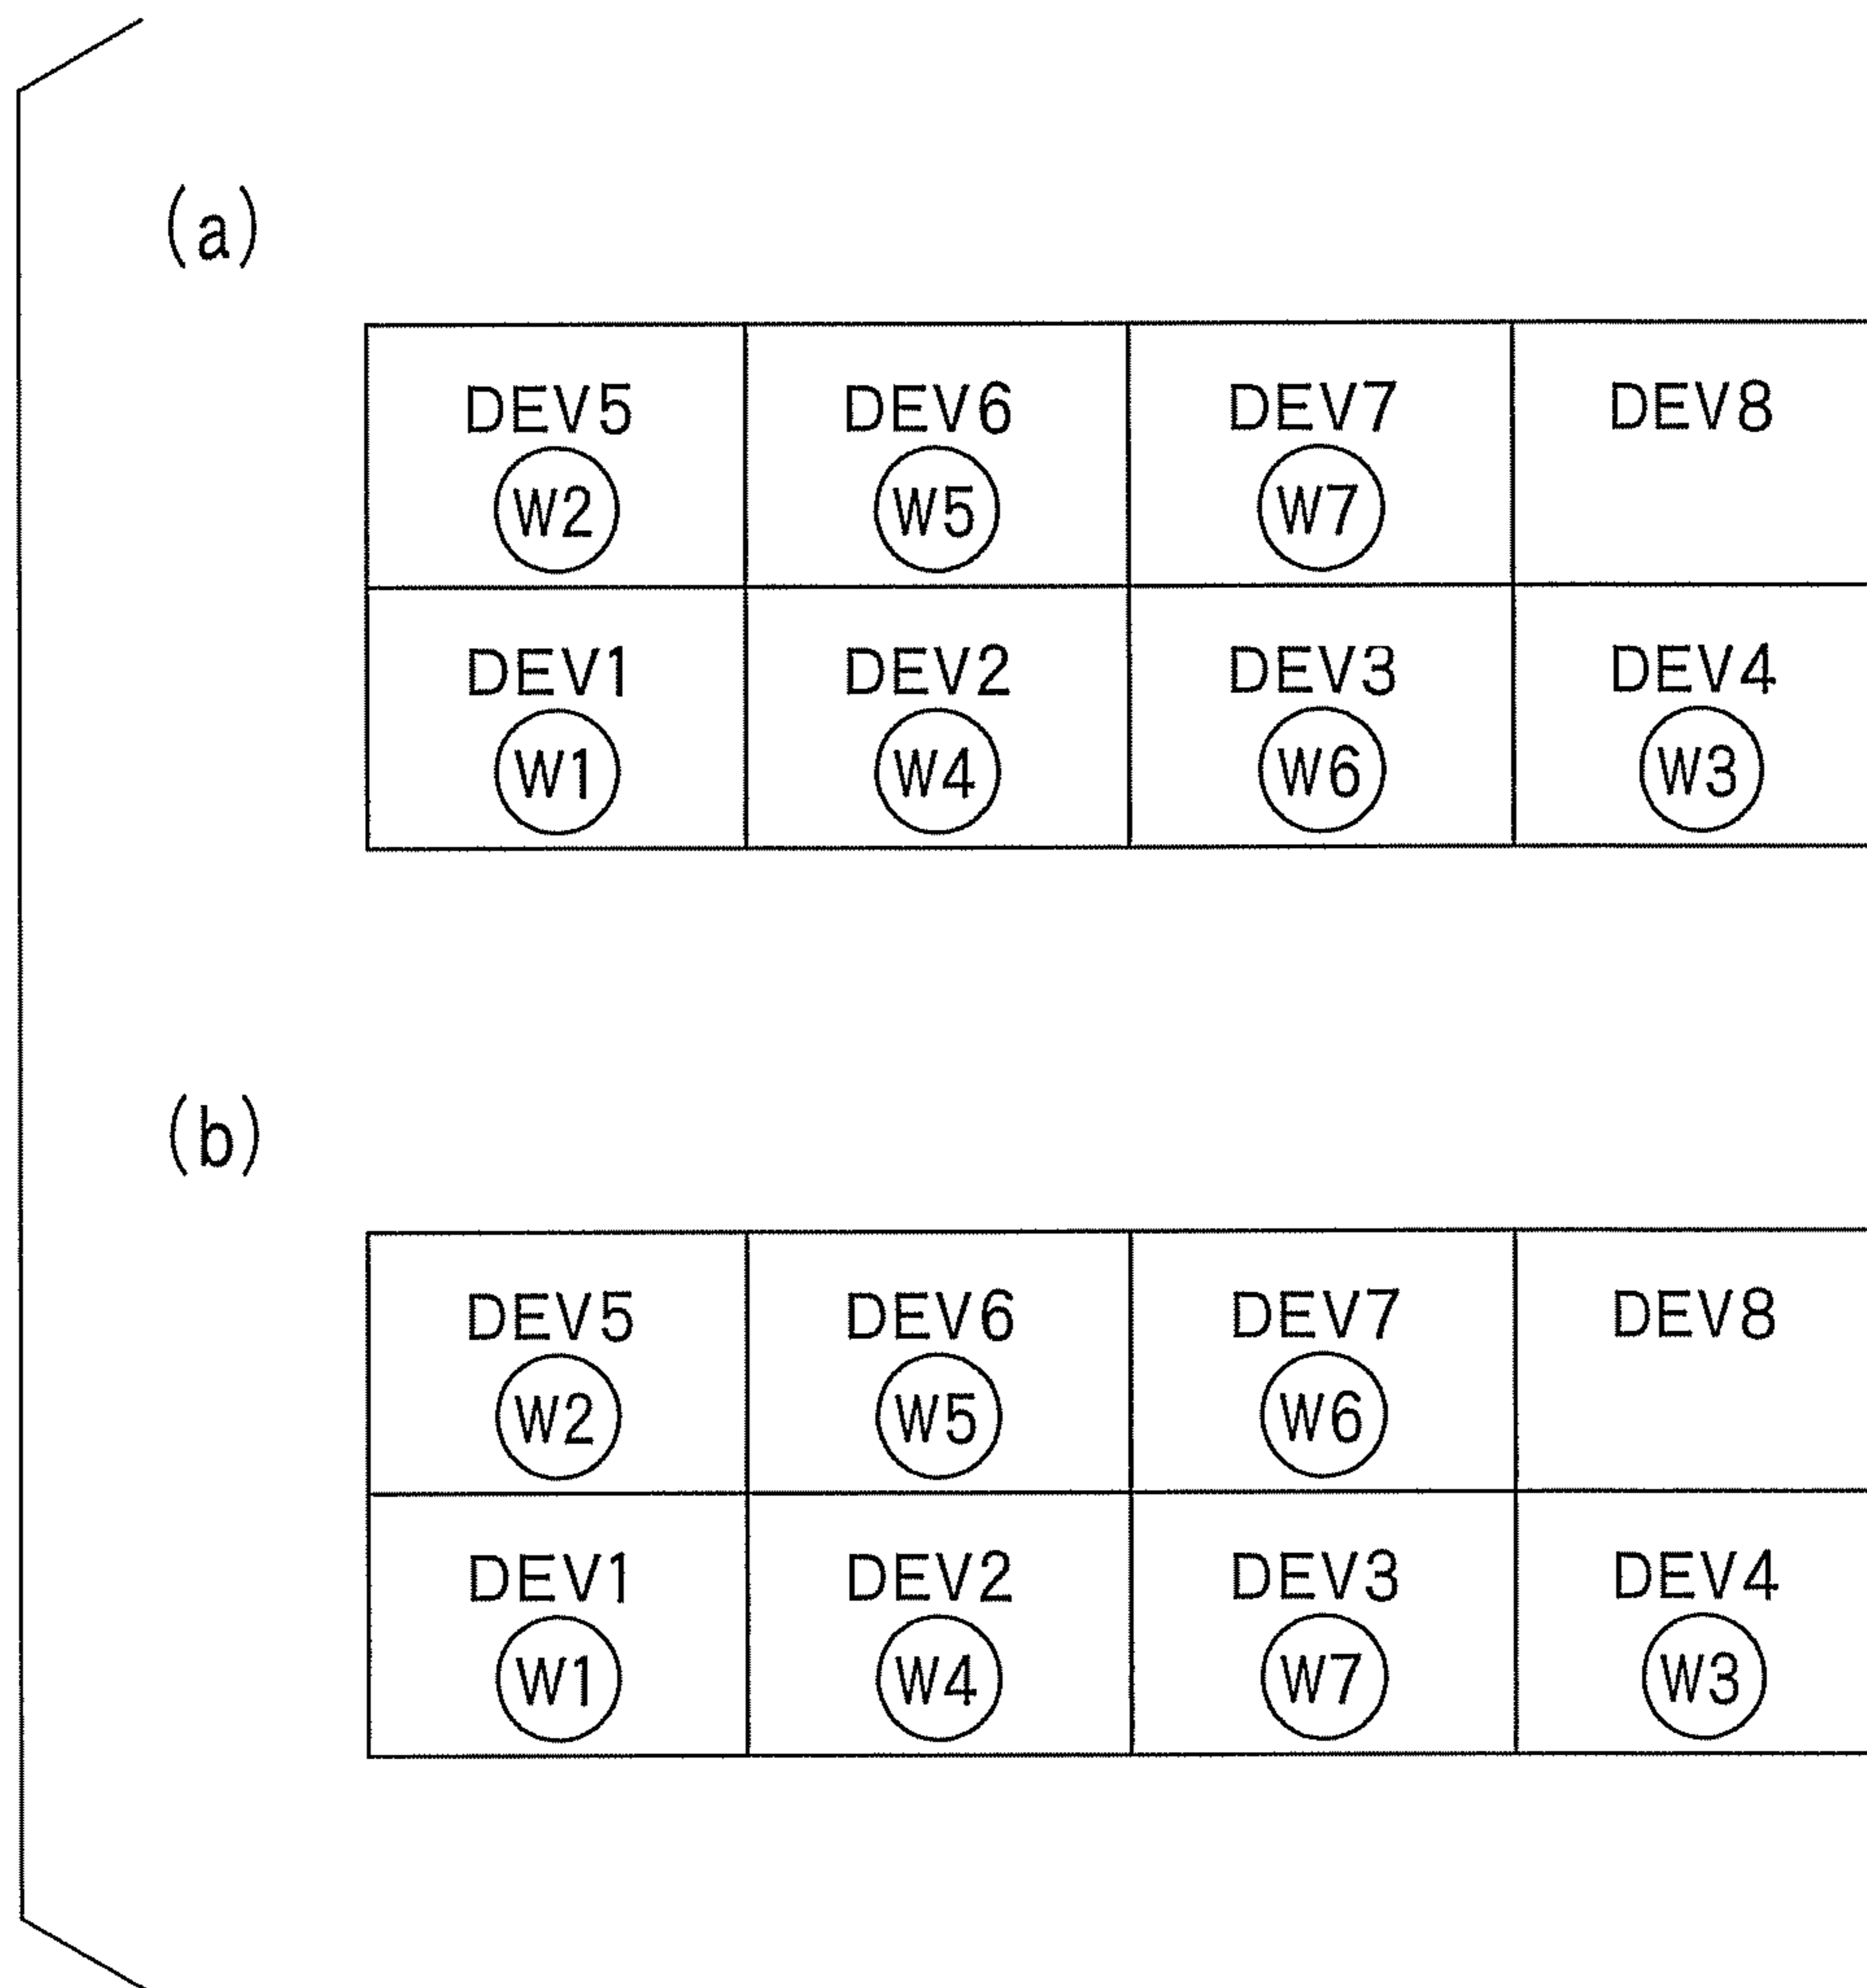 (a)
DEV5 DEV6 DEV7 DEV8
W2 W5 W7
DEV1 DEV2 DEV3 DEV4
W1 W4 W6 W3
(b)
DEV5 DEV6 DEV7 DEV8
W2 W5 W6
DEV1 DEV2 DEV3 DEV4
W1 W4 W7 W3